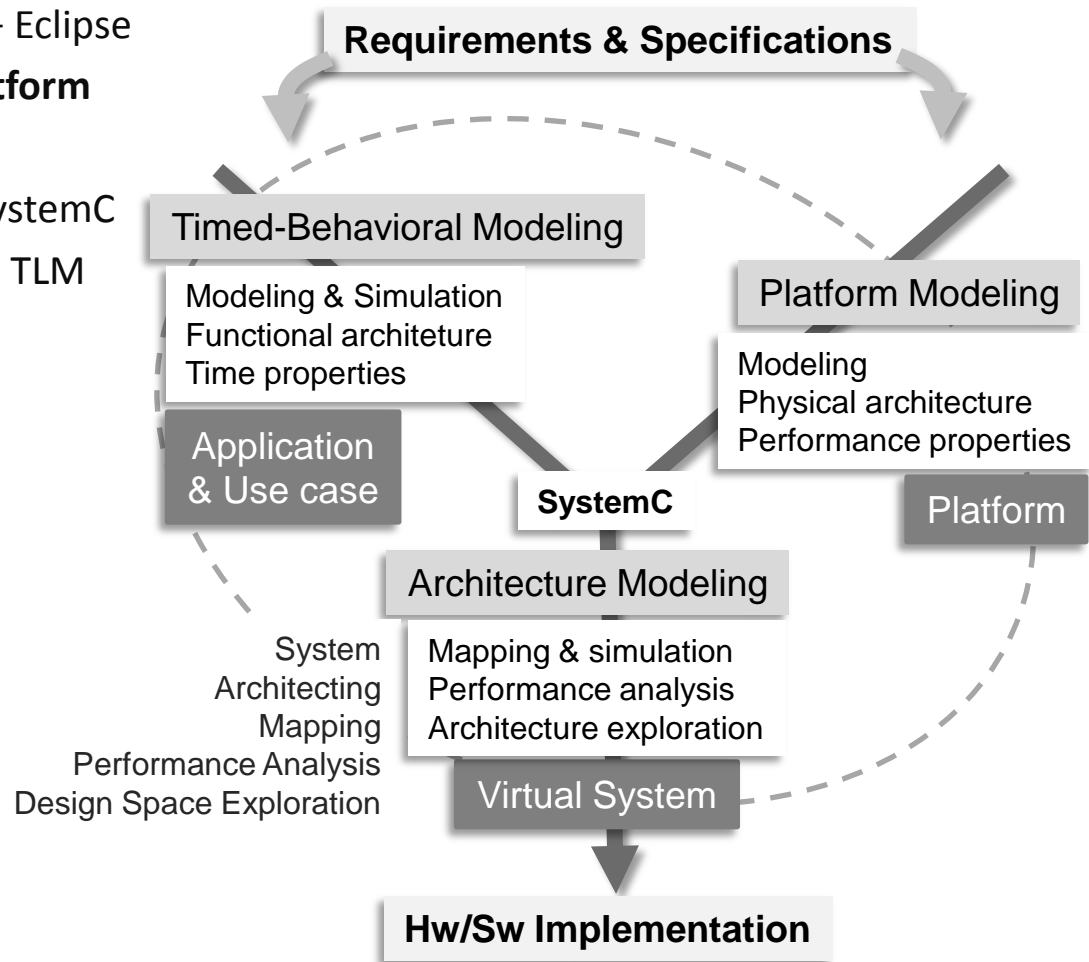 - Eclipse
Requirements & Specifications
SystemC
TLM
Timed-Behavioral Modeling
Modeling & Simulation
Functional architeture
Time properties
Application
& Use case
Platform Modeling
Modeling
Physical architecture
Performance properties
Platform
SystemC
Architecture Modeling
Mapping & simulation
Performance analysis
Architecture exploration
Virtual System
System
Architecting
Mapping
Performance Analysis
Design Space Exploration
Hw/Sw Implementation